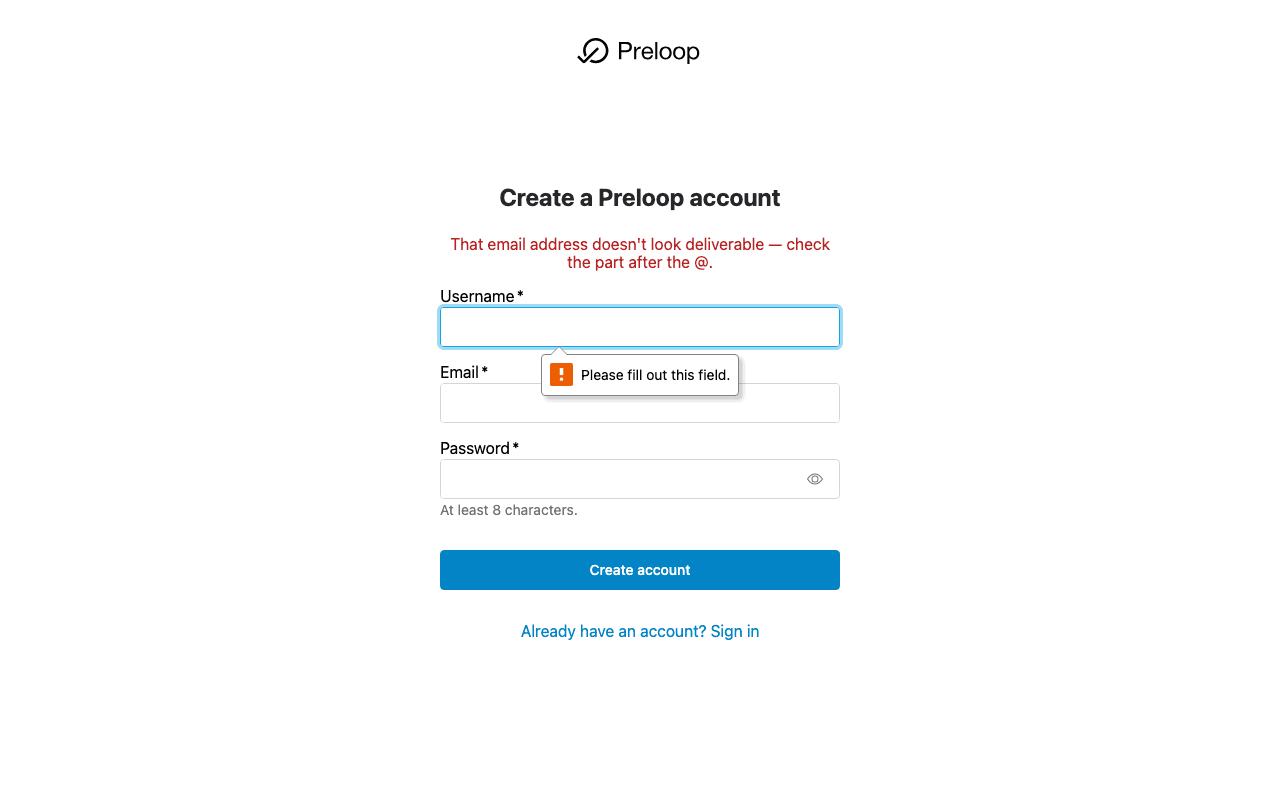 Preloop
Create a Preloop account
That email address doesn't look deliverable — check
the part after the @.
Username *
Please fill out this field.
Email *
Password *
At least 8 characters.
Create account
Already have an account? Sign in